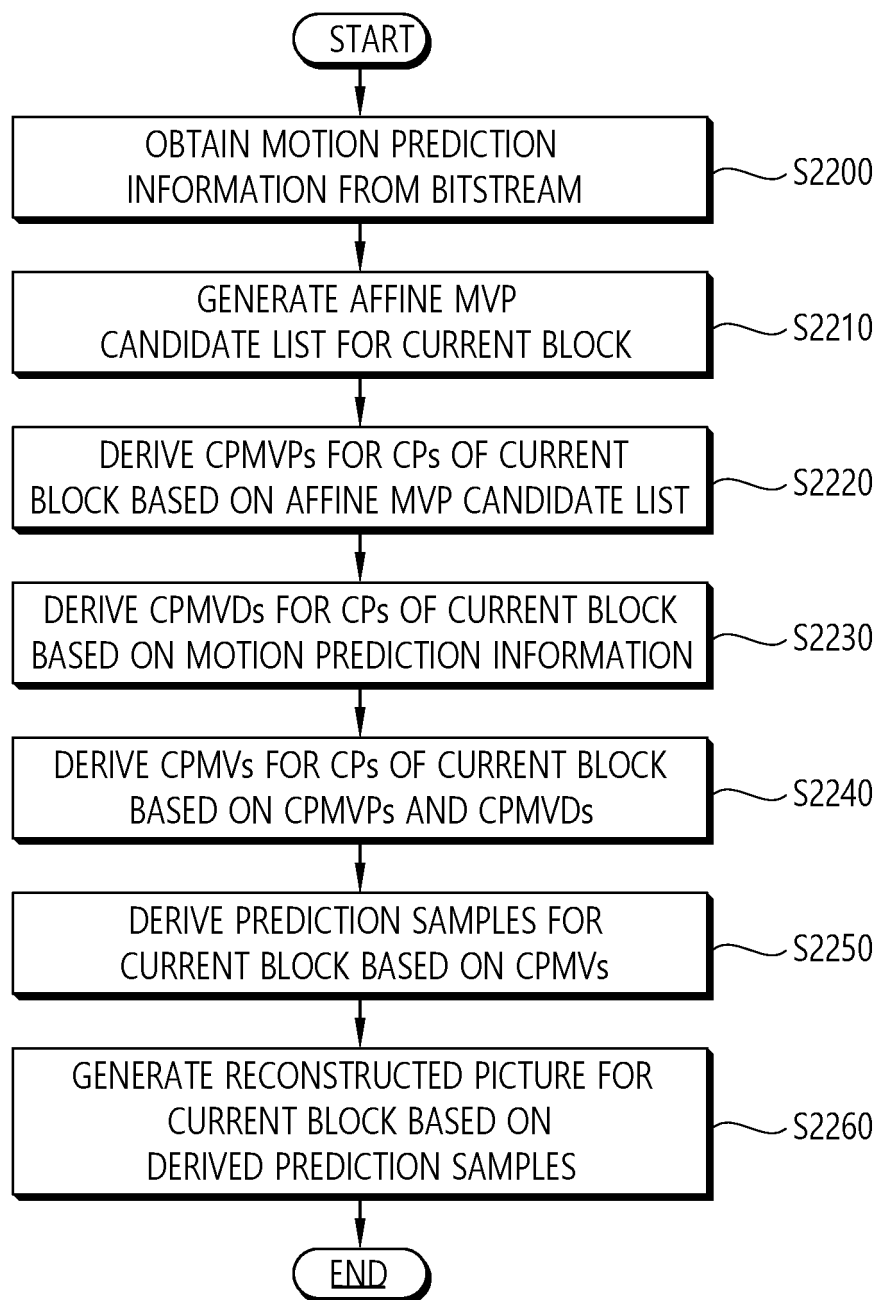 START
OBTAIN MOTION PREDICTION
INFORMATION FROM BITSTREAM
S2200
GENERATE AFFINE MVP
CANDIDATE LIST FOR CURRENT BLOCK
S2210
DERIVE CPMVPs FOR CPs OF CURRENT
BLOCK BASED ON AFFINE MVP CANDIDATE LIST
S2220
DERIVE CPMVDs FOR CPs OF CURRENT BLOCK
BASED ON MOTION PREDICTION INFORMATION
S2230
DERIVE CPMVs FOR CPs OF CURRENT BLOCK
BASED ON CPMVPs AND CPMVDs
S2240
DERIVE PREDICTION SAMPLES FOR
CURRENT BLOCK BASED ON CPMVs
S2250
GENERATE RECONSTRUCTED PICTURE FOR
CURRENT BLOCK BASED ON
DERIVED PREDICTION SAMPLES
S2260
END